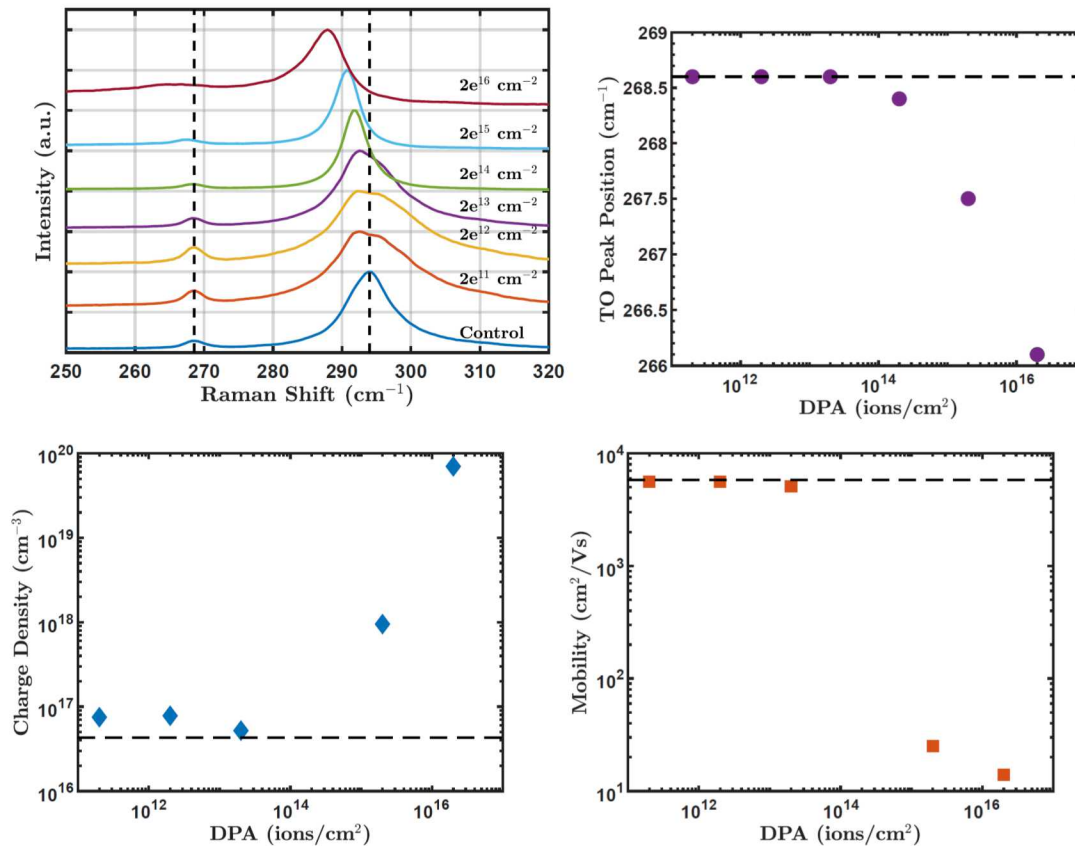 Intensity (a.u.)
2e¹⁶ cm⁻²
2e¹⁵ cm⁻²
2e¹⁴ cm⁻²
2e¹³ cm⁻²
2e¹² cm⁻²
2e¹¹ cm⁻²
Control
250 260 270 280 290 300 310 320
Raman Shift (cm⁻¹)
TO Peak Position (cm⁻¹)
269
268.5
268
267.5
267
266.5
266
10¹² 10¹⁴ 10¹⁶
DPA (ions/cm²)
Charge Density (cm⁻³)
10²⁰
10¹⁹
10¹⁸
10¹⁷
10¹⁶
10¹² 10¹⁴ 10¹⁶
DPA (ions/cm²)
Mobility (cm²/Vs)
10⁴
10³
10²
10¹
10¹² 10¹⁴ 10¹⁶
DPA (ions/cm²)